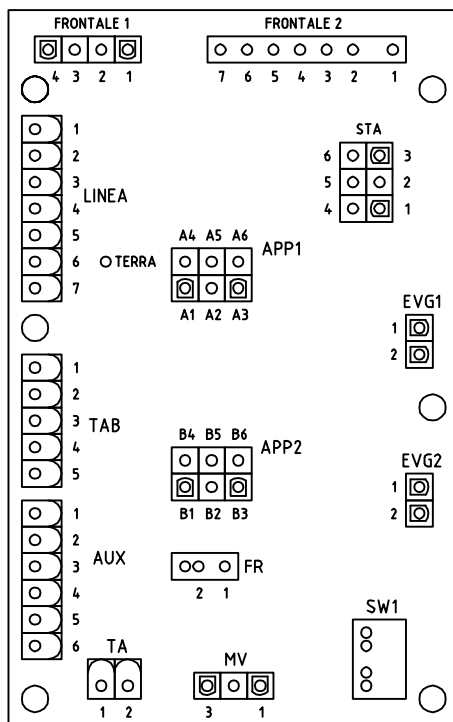 FRONTALE 1 FRONTALE 2
4 3 2 1 7 6 5 4 3 2 1
STA
6 3
5 2
4 1
1
2
3
LINEA
4
5
6
7
TERRA
A4 A5 A6
APP1
A1 A2 A3
EVG1
1
2
1
2
3
TAB
4
5
B4 B5 B6
APP2
B1 B2 B3
EVG2
1
2
1
2
3
AUX
4
5
6
FR
2 1
SW1
TA
1 2
MV
3 1